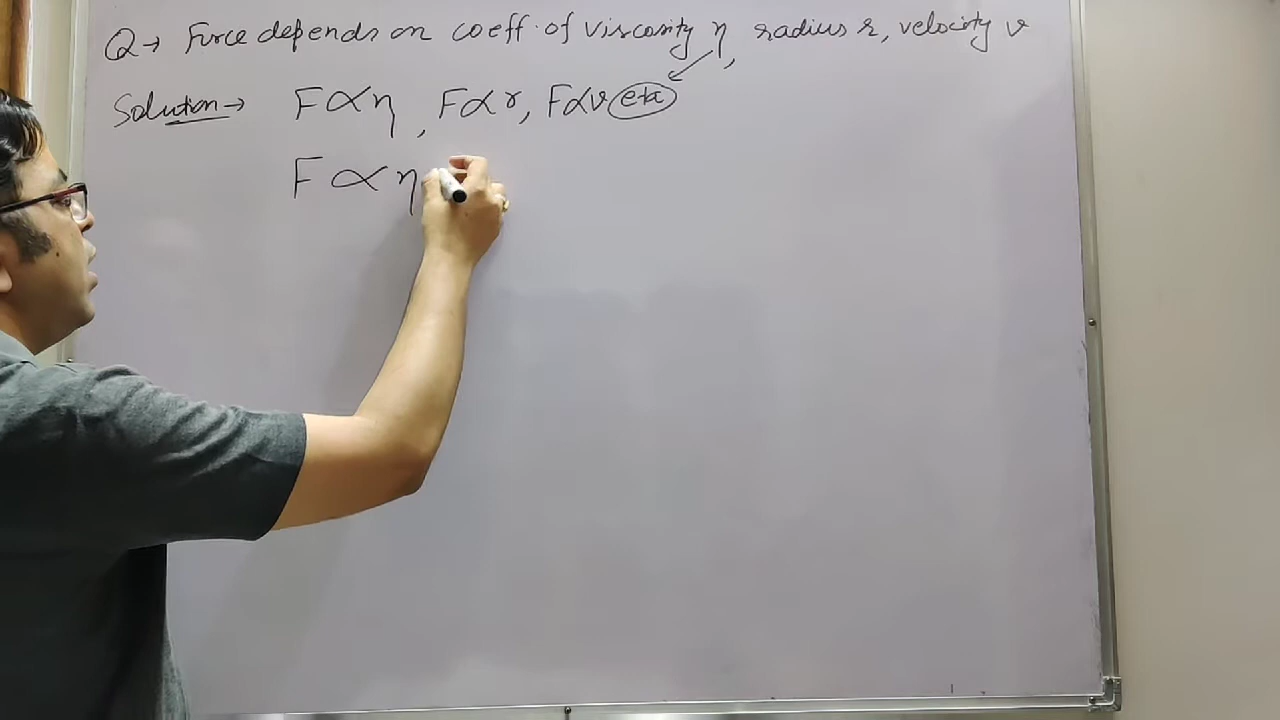 Q→ Force depends on coeff. of viscosity η, radius r, velocity v
Solution→ F∝η, F∝r, F∝v eta
F∝η